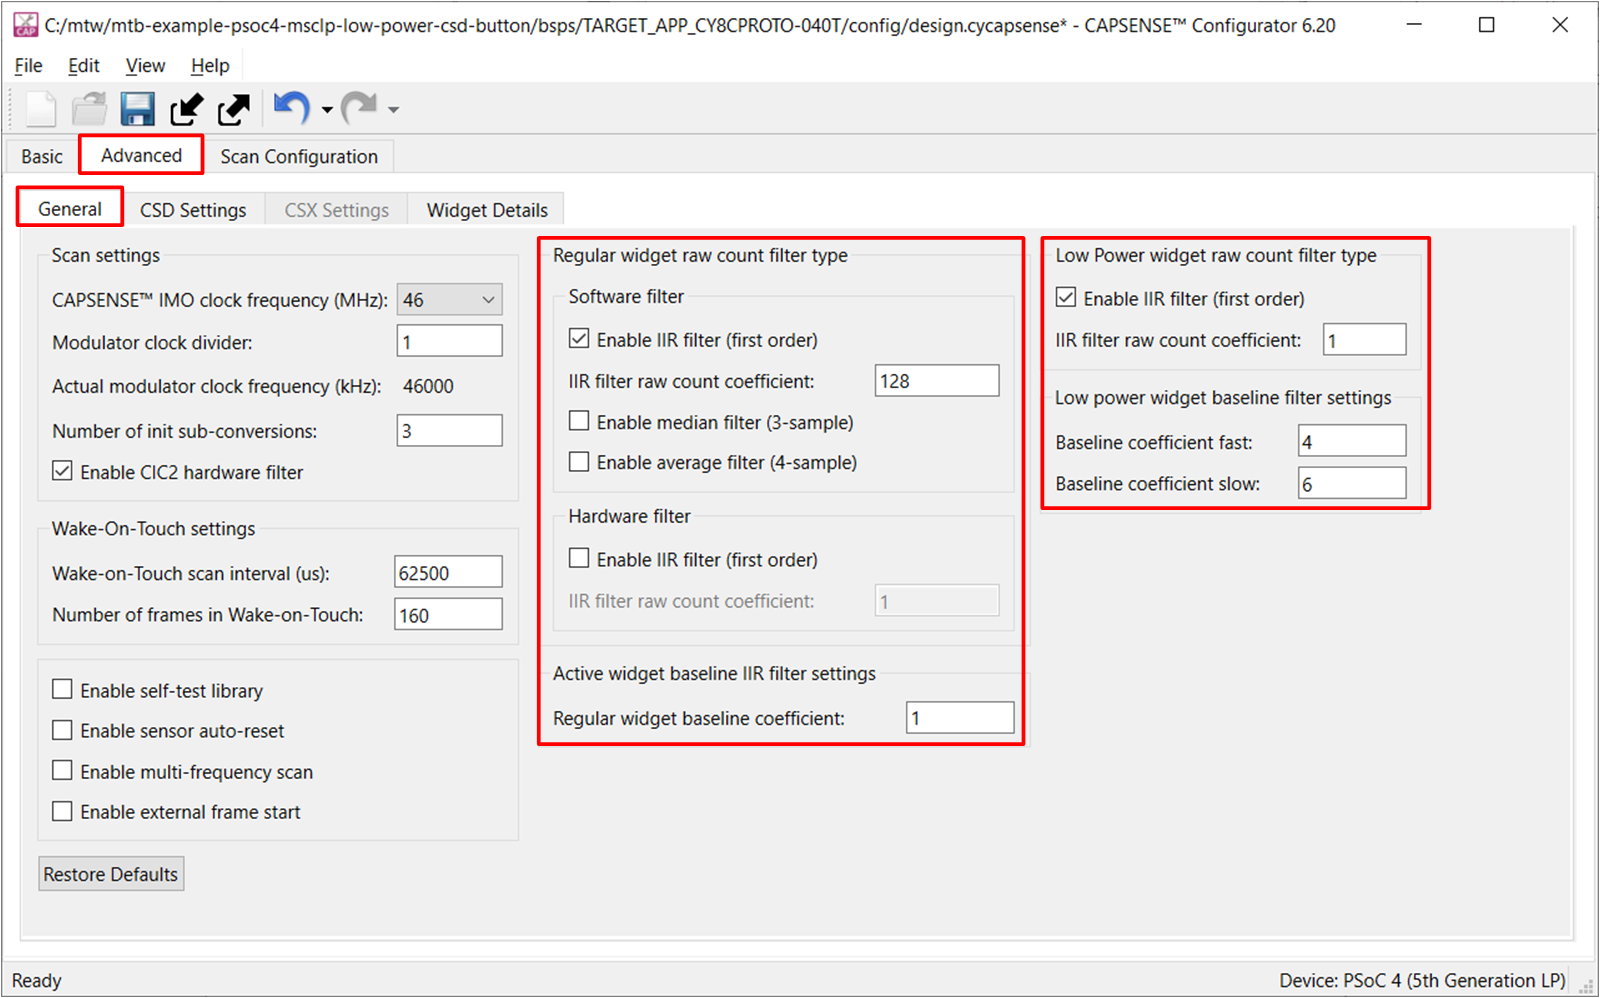 C:/mtw/mtb-example-psoc4-msclp-low-power-csd-button/bsps/TARGET_APP_CY8CPROTO-040T/config/design.cycapsense* - CAPSENSE™ Configurator 6.20
File Edit View Help
Basic Advanced Scan Configuration
General CSD Settings CSX Settings Widget Details
Scan settings
CAPSENSE™ IMO clock frequency (MHz): 46
Modulator clock divider: 1
Actual modulator clock frequency (kHz): 46000
Number of init sub-conversions: 3
Enable CIC2 hardware filter
Wake-On-Touch settings
Wake-on-Touch scan interval (us): 62500
Number of frames in Wake-on-Touch: 160
Enable self-test library
Enable sensor auto-reset
Enable multi-frequency scan
Enable external frame start
Restore Defaults
Regular widget raw count filter type
Software filter
Enable IIR filter (first order)
IIR filter raw count coefficient: 128
Enable median filter (3-sample)
Enable average filter (4-sample)
Hardware filter
Enable IIR filter (first order)
IIR filter raw count coefficient: 1
Active widget baseline IIR filter settings
Regular widget baseline coefficient: 1
Low Power widget raw count filter type
Enable IIR filter (first order)
IIR filter raw count coefficient: 1
Low power widget baseline filter settings
Baseline coefficient fast: 4
Baseline coefficient slow: 6
Ready
Device: PSoC 4 (5th Generation LP)